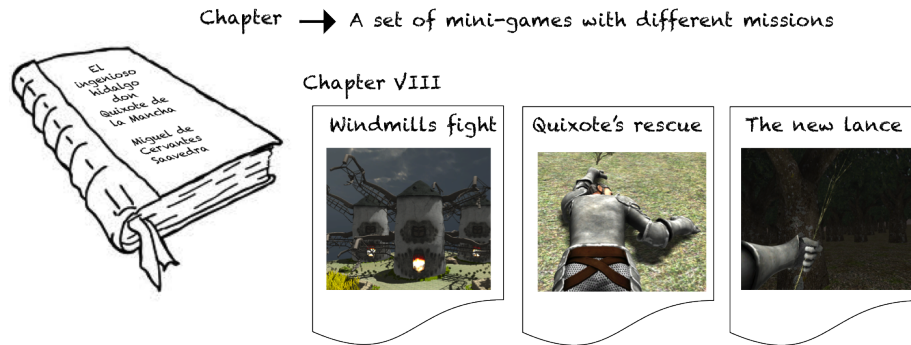 Chapter → A set of mini-games with different missions
El
ingenioso
hidalgo
don
Quixote de
la Mancha
Miguel de
Cervantes
Saavedra
Chapter VIII
Windmills fight
Quixote's rescue
The new lance